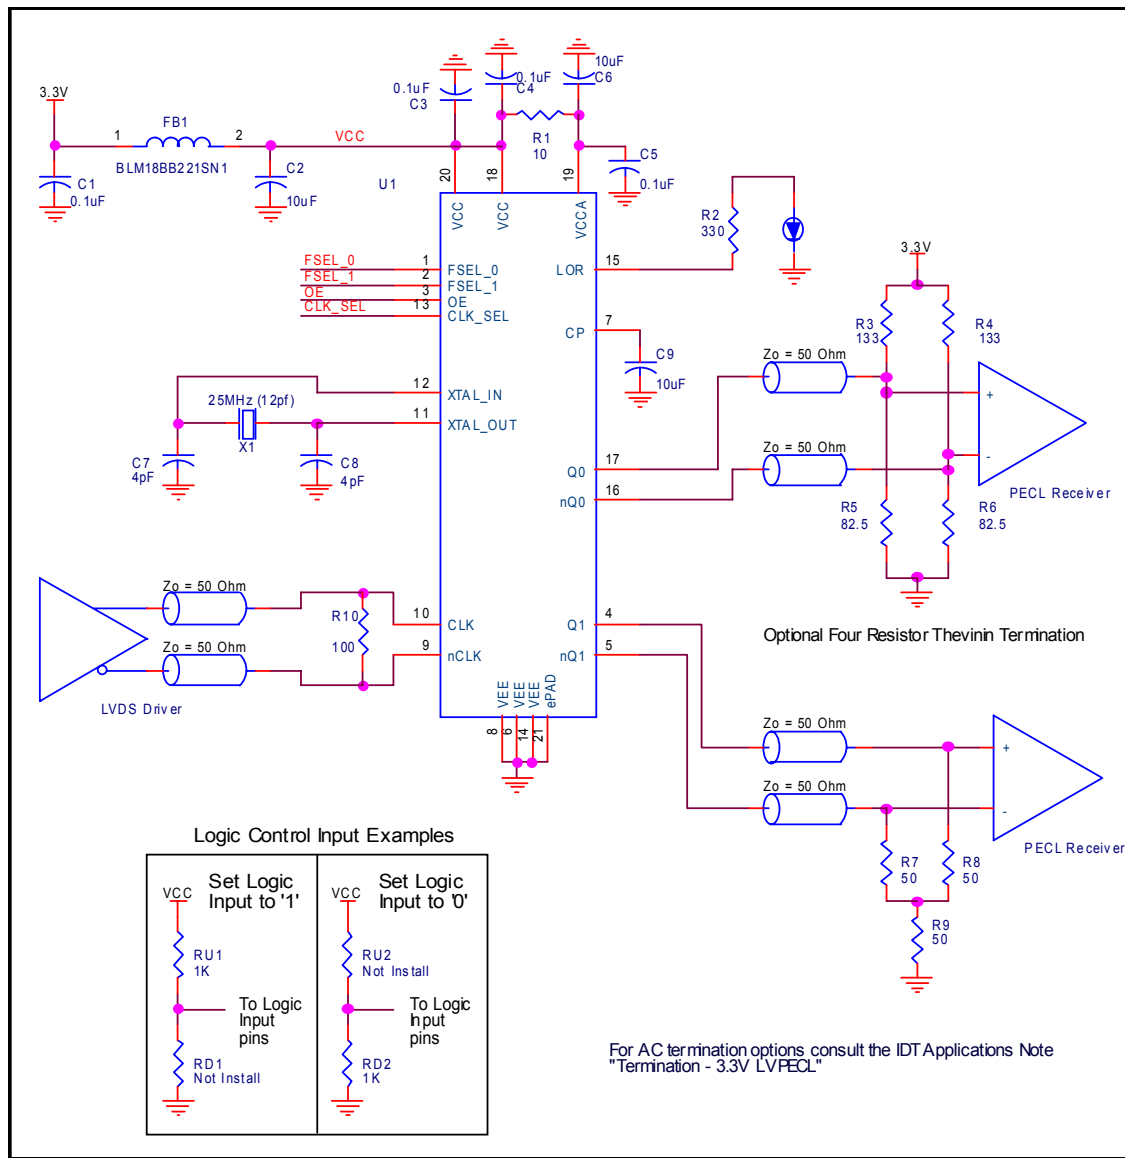 3.3V
1
FB1
2
BLM18BB221SN1
VCC
C1
0.1uF
C2
10uF
0.1uF
C3
0.1uF
C4
10uF
C6
R1
10
C5
0.1uF
U1
20
18
19
VCC
VCC
VCCA
R2
330
FSEL_0
FSEL_1
OE
CLK_SEL
1
2
3
13
FSEL_0
FSEL_1
OE
CLK_SEL
15
LOR
7
CP
C9
10uF
3.3V
R3
133
R4
133
Zo = 50 Ohm
+
-
PECL Receiver
Zo = 50 Ohm
R5
82.5
R6
82.5
25MHz (12pf)
X1
C7
4pF
C8
4pF
12
XTAL_IN
11
XTAL_OUT
17
Q0
16
nQ0
Zo = 50 Ohm
Zo = 50 Ohm
LVDS Driver
R10
100
10
CLK
9
nCLK
4
Q1
5
nQ1
Optional Four Resistor Thevinin Termination
VEE
VEE
VEE
ePAD
8
6
14
21
Zo = 50 Ohm
Zo = 50 Ohm
+
-
PECL Receiver
R7
50
R8
50
R9
50
Logic Control Input Examples
Set Logic
Input to '1'
VCC
RU1
1K
To Logic
Input
pins
RD1
Not Install
Set Logic
Input to '0'
VCC
RU2
Not Install
To Logic
Input
pins
RD2
1K
For AC termination options consult the IDT Applications Note
"Termination - 3.3V LVPECL"